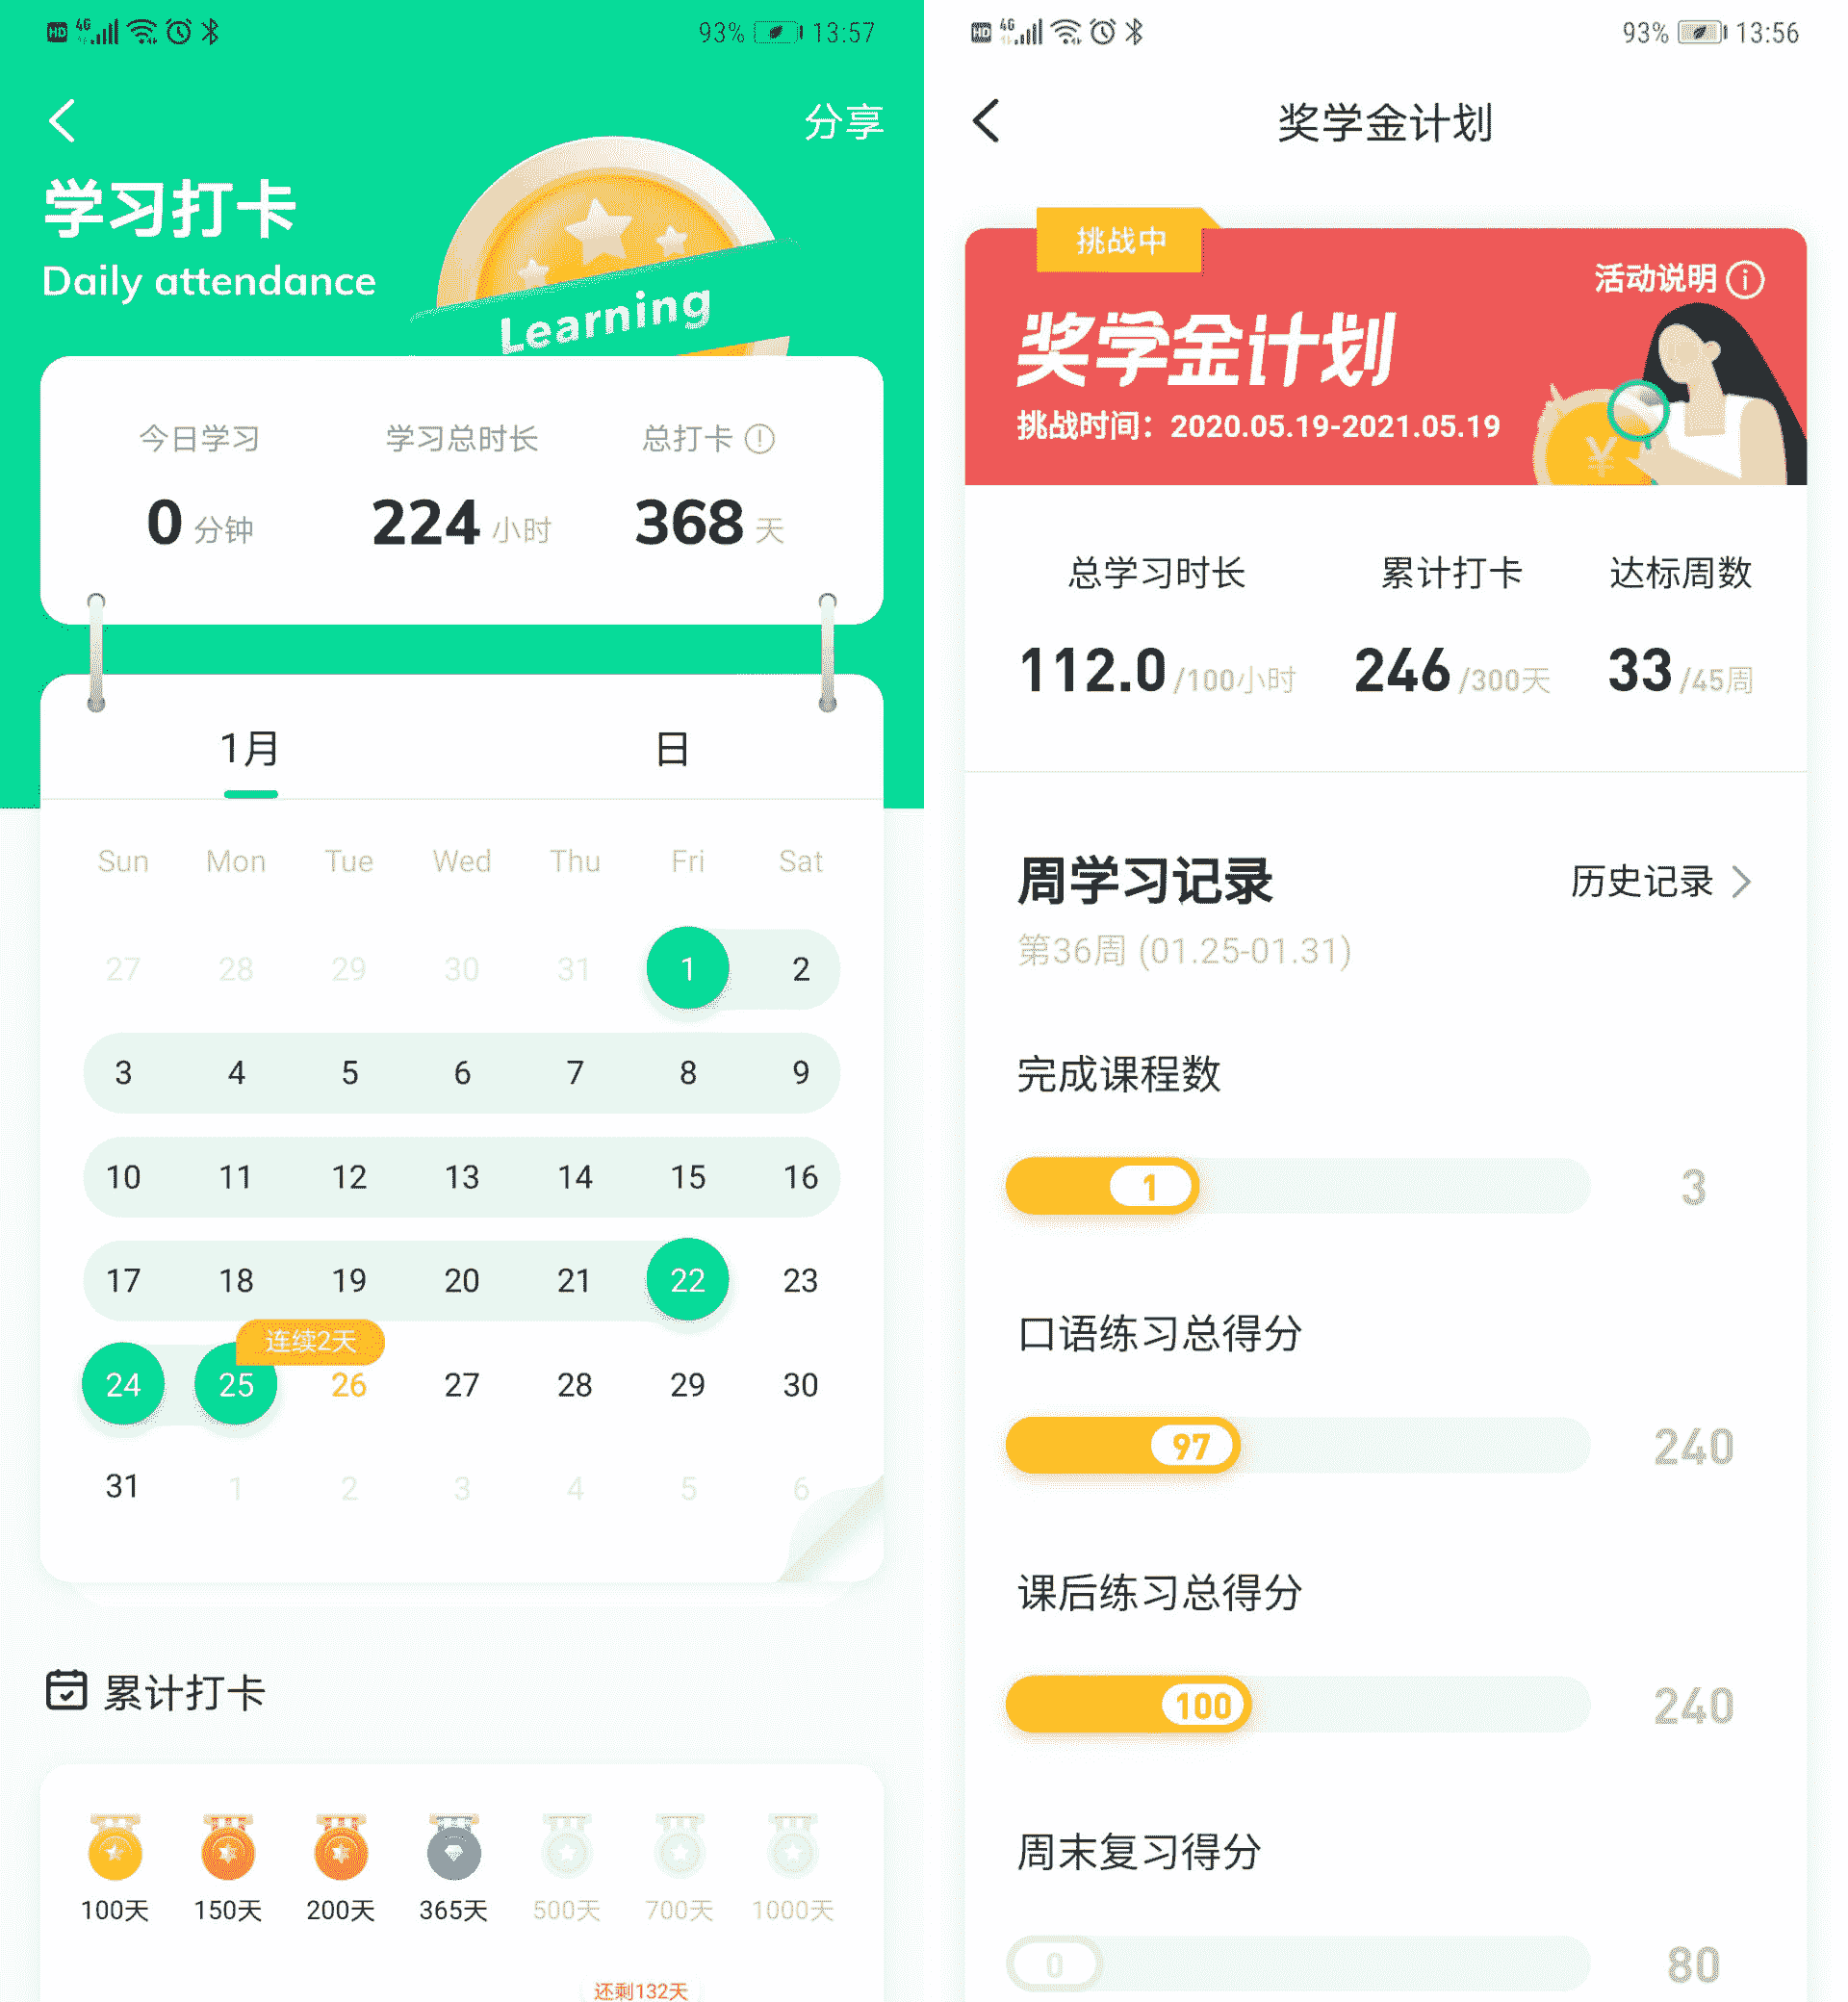 HD 4G 93% 13:57
分享
学习打卡
Daily attendance
Learning
今日学习 学习总时长 总打卡
0 分钟 224 小时 368 天
1月 日
Sun Mon Tue Wed Thu Fri Sat
27 28 29 30 31 1 2
3 4 5 6 7 8 9
10 11 12 13 14 15 16
17 18 19 20 21 22 23
连续2天
24 25 26 27 28 29 30
31 1 2 3 4 5 6
累计打卡
100天 150天 200天 365天 500天 700天 1000天
还剩132天
HD 4G 93% 13:56
奖学金计划
挑战中
活动说明
奖学金计划
挑战时间：2020.05.19-2021.05.19
¥
总学习时长 累计打卡 达标周数
112.0 /100小时 246 /300天 33 /45周
周学习记录 历史记录
第36周 (01.25-01.31)
完成课程数
1 3
口语练习总得分
97 240
课后练习总得分
100 240
周末复习得分
0 80